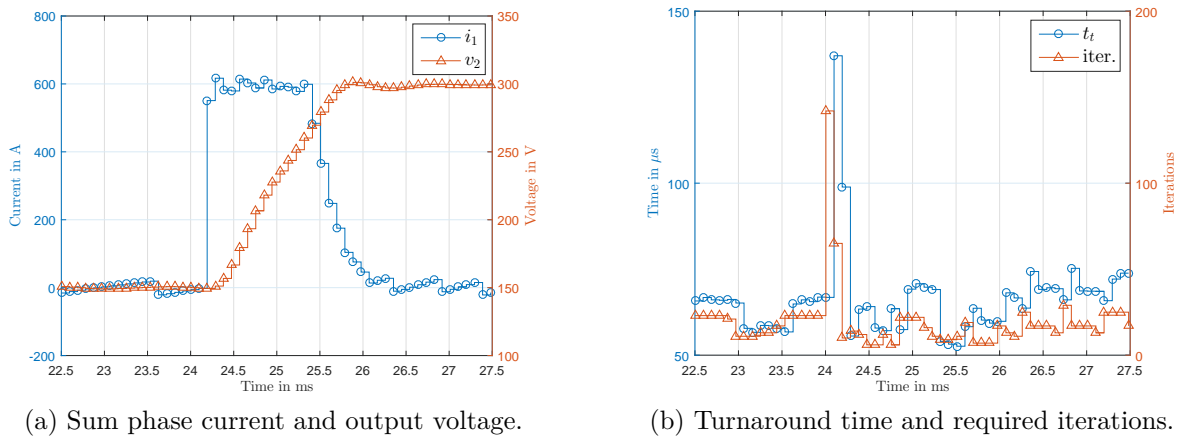 800
600
400
200
0
-200
Current in A
300
250
200
150
100
Voltage in V
i₁
v₂
22.5 23 23.5 24 24.5 25 25.5 26 26.5 27 27.5
Time in ms
(a) Sum phase current and output voltage.
150
100
50
Time in μs
200
100
0
Iterations
tₜ
iter.
22.5 23 23.5 24 24.5 25 25.5 26 26.5 27 27.5
Time in ms
(b) Turnaround time and required iterations.